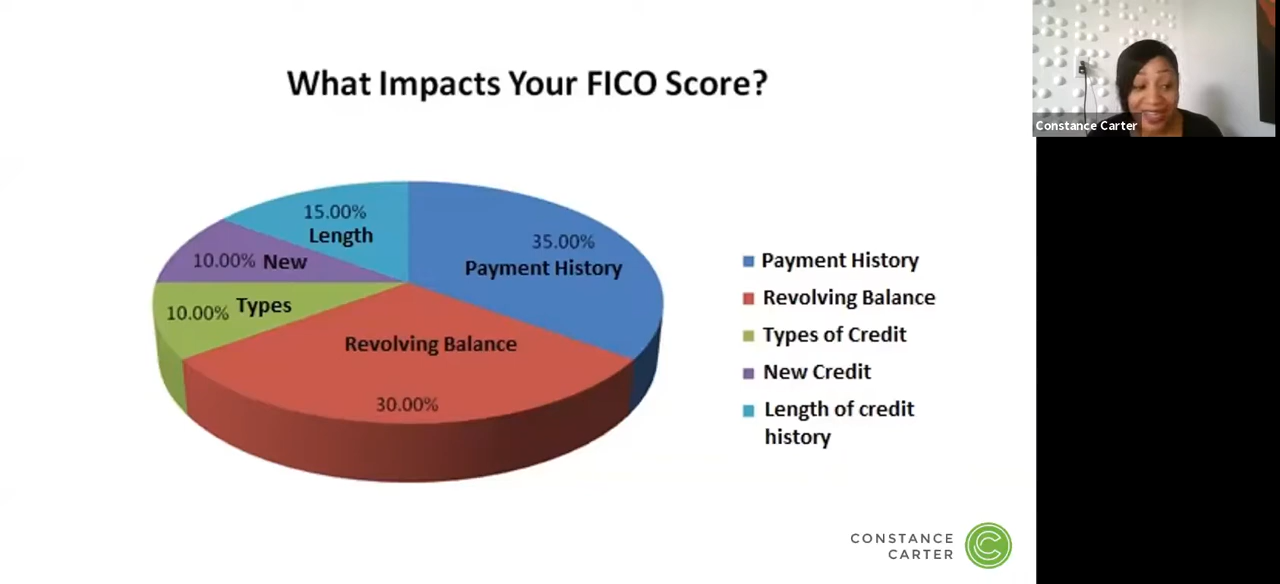 What Impacts Your FICO Score?
Constance Carter
15.00%
Length
35.00%
Payment History
10.00% New
10.00% Types
Revolving Balance
30.00%
Payment History
Revolving Balance
Types of Credit
New Credit
Length of credit
history
CONSTANCE
CARTER